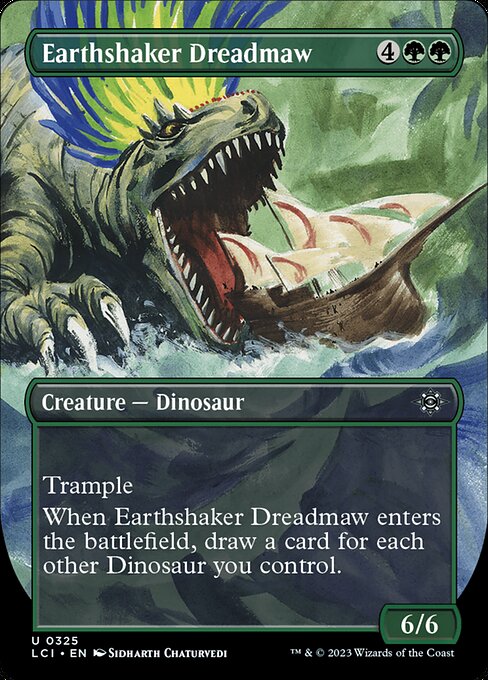 Earthshaker Dreadmaw 4
Creature — Dinosaur
Trample
When Earthshaker Dreadmaw enters
the battlefield, draw a card for each
other Dinosaur you control.
6/6
U 0325
LCI • EN Sidharth Chaturvedi
™ & © 2023 Wizards of the Coast